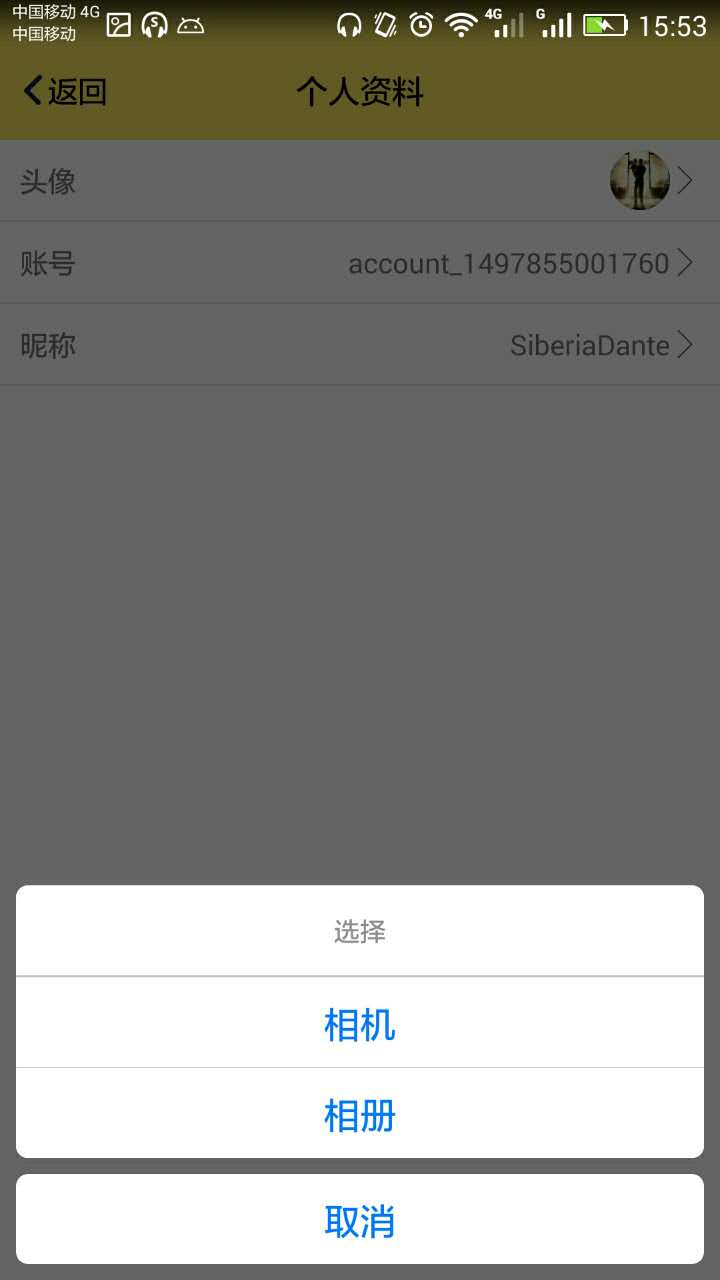 中国移动 4G
中国移动
4G
G
15:53
返回
个人资料
头像
账号
account_1497855001760
昵称
SiberiaDante
选择
相机
相册
取消